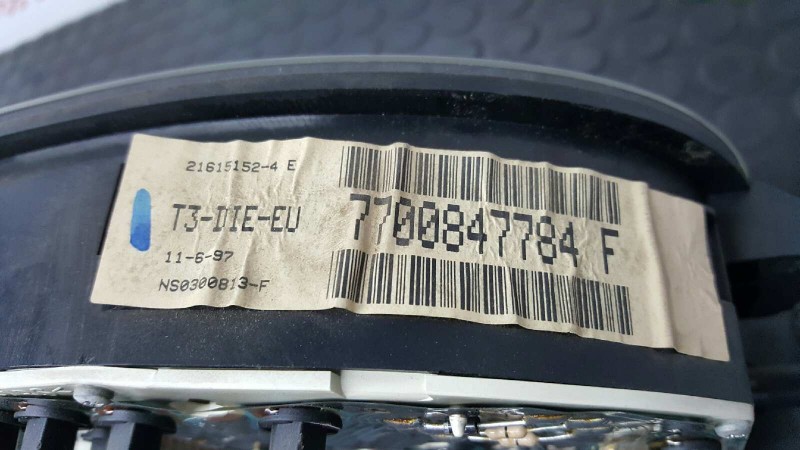 21615152-4 E
T3-DIE-EU
7700847784 F
11-6-97
NS0300813-F